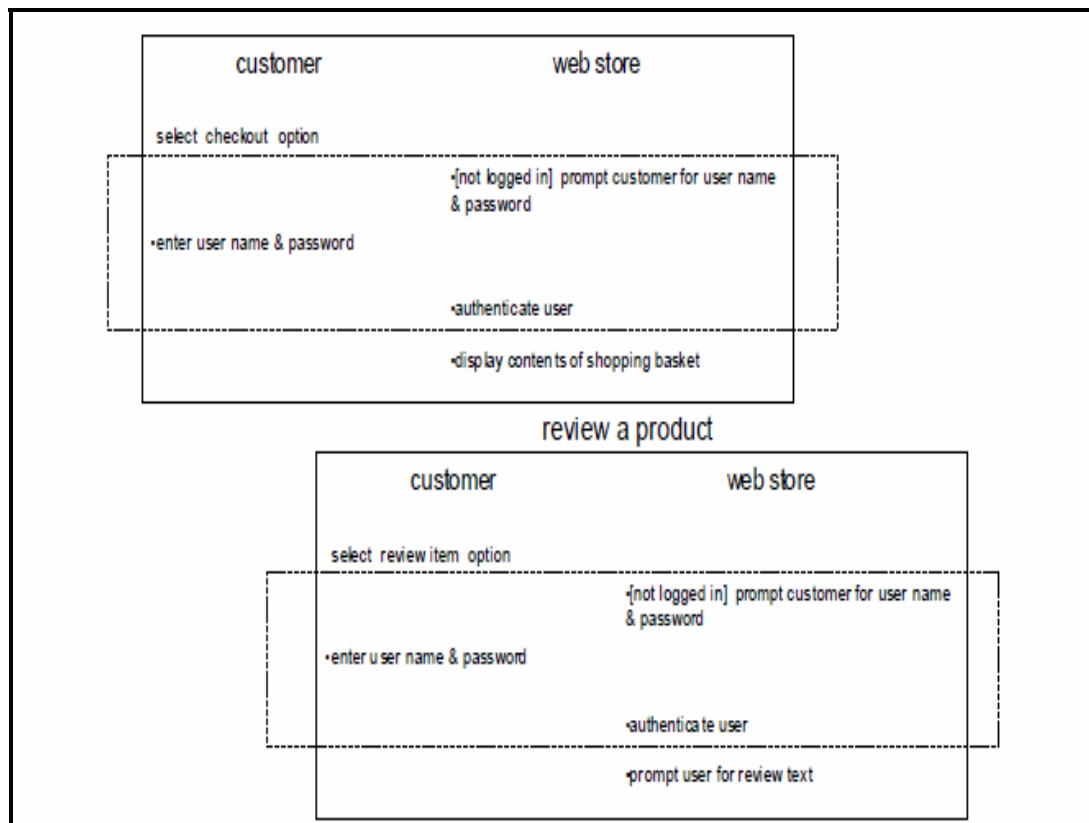 customer web store
select checkout option
•[not logged in] prompt customer for user name
& password
•enter user name & password
•authenticate user
•display contents of shopping basket
review a product
customer web store
select review item option
•[not logged in] prompt customer for user name
& password
•enter user name & password
•authenticate user
•prompt user for review text